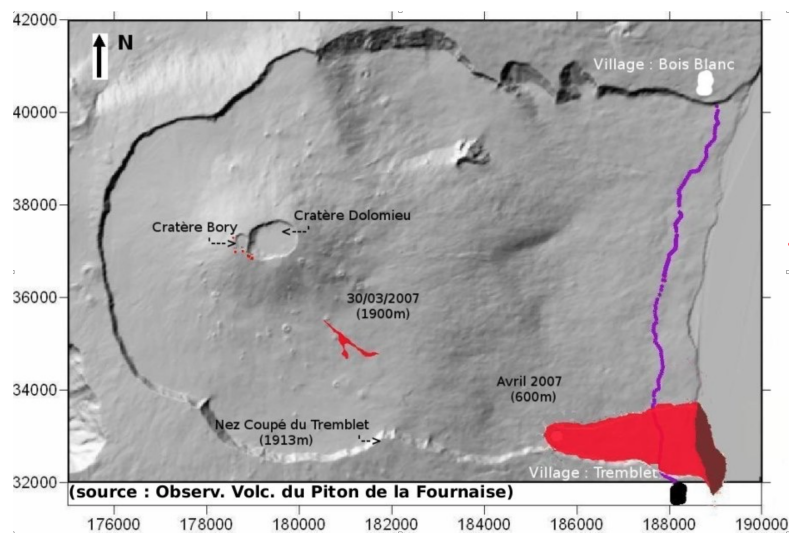 42000
N
Village : Bois Blanc
40000
38000
Cratère Bory
Cratère Dolomieu
36000
30/03/2007
(1900m)
34000
Avril 2007
(600m)
Nez Coupé du Tremblet
(1913m)
32000
Village : Tremblet
(source : Observ. Volc. du Piton de la Fournaise)
176000 178000 180000 182000 184000 186000 188000 190000